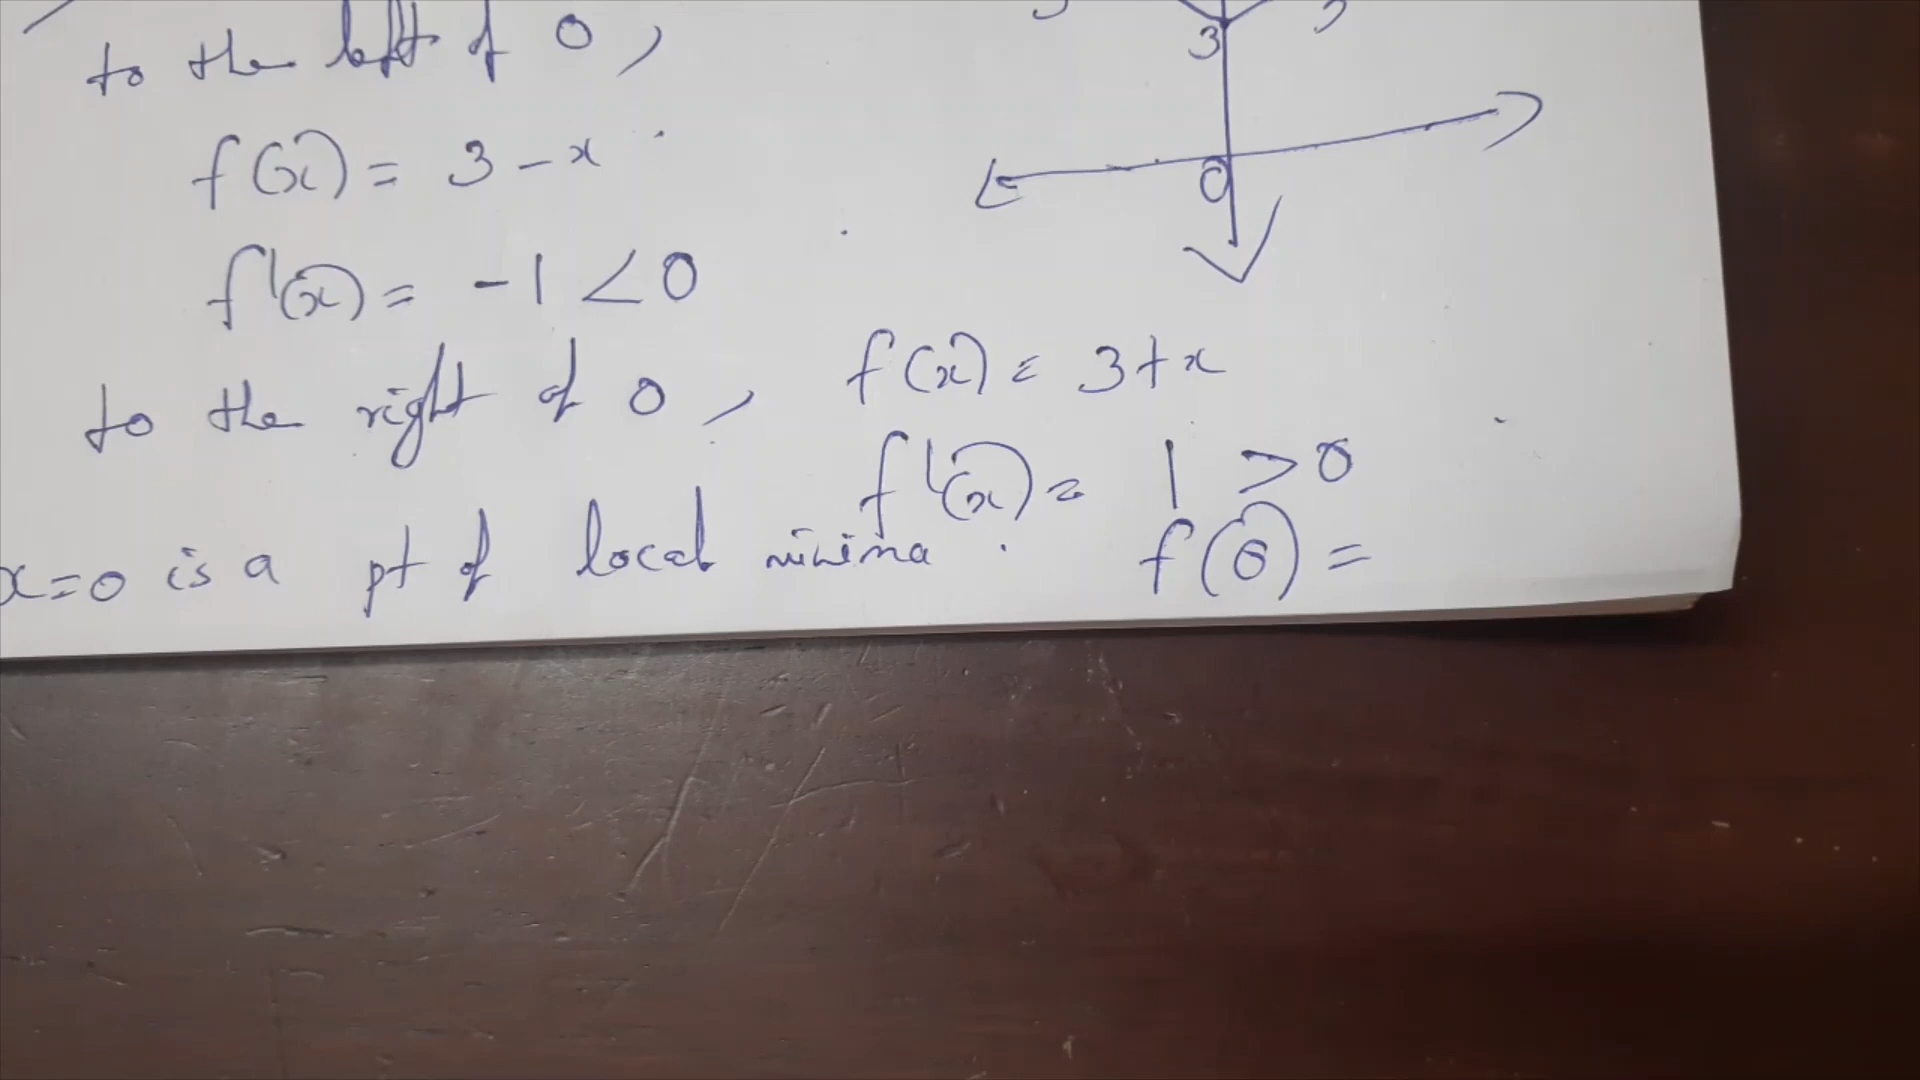 to the left of 0,
f(x) = 3 - x
f'(x) = -1 < 0
to the right of 0, f(x) = 3+x
f'(x) = 1 > 0
x=0 is a pt of local minima. f(0) =
3
0